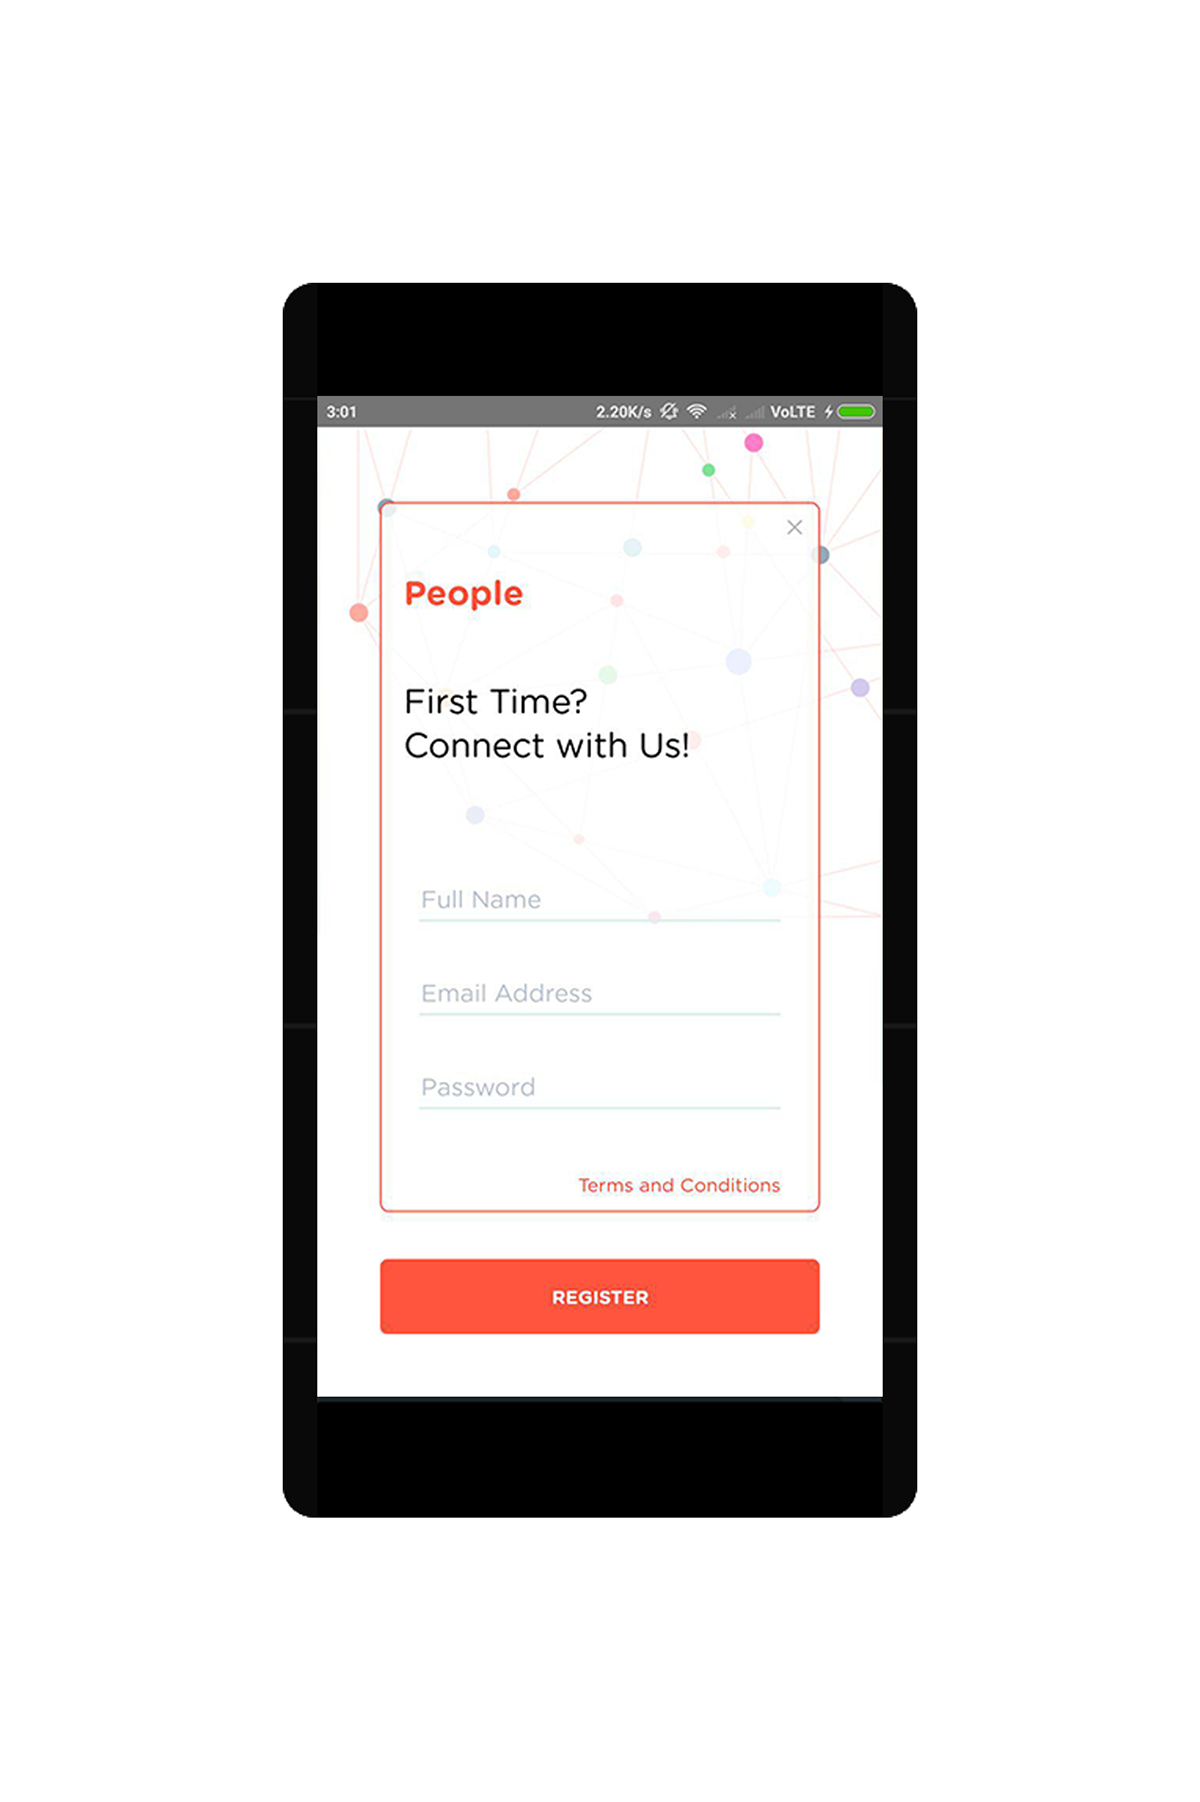 3:01 2.20K/s VoLTE
People
First Time?
Connect with Us!
Full Name
Email Address
Password
Terms and Conditions
REGISTER